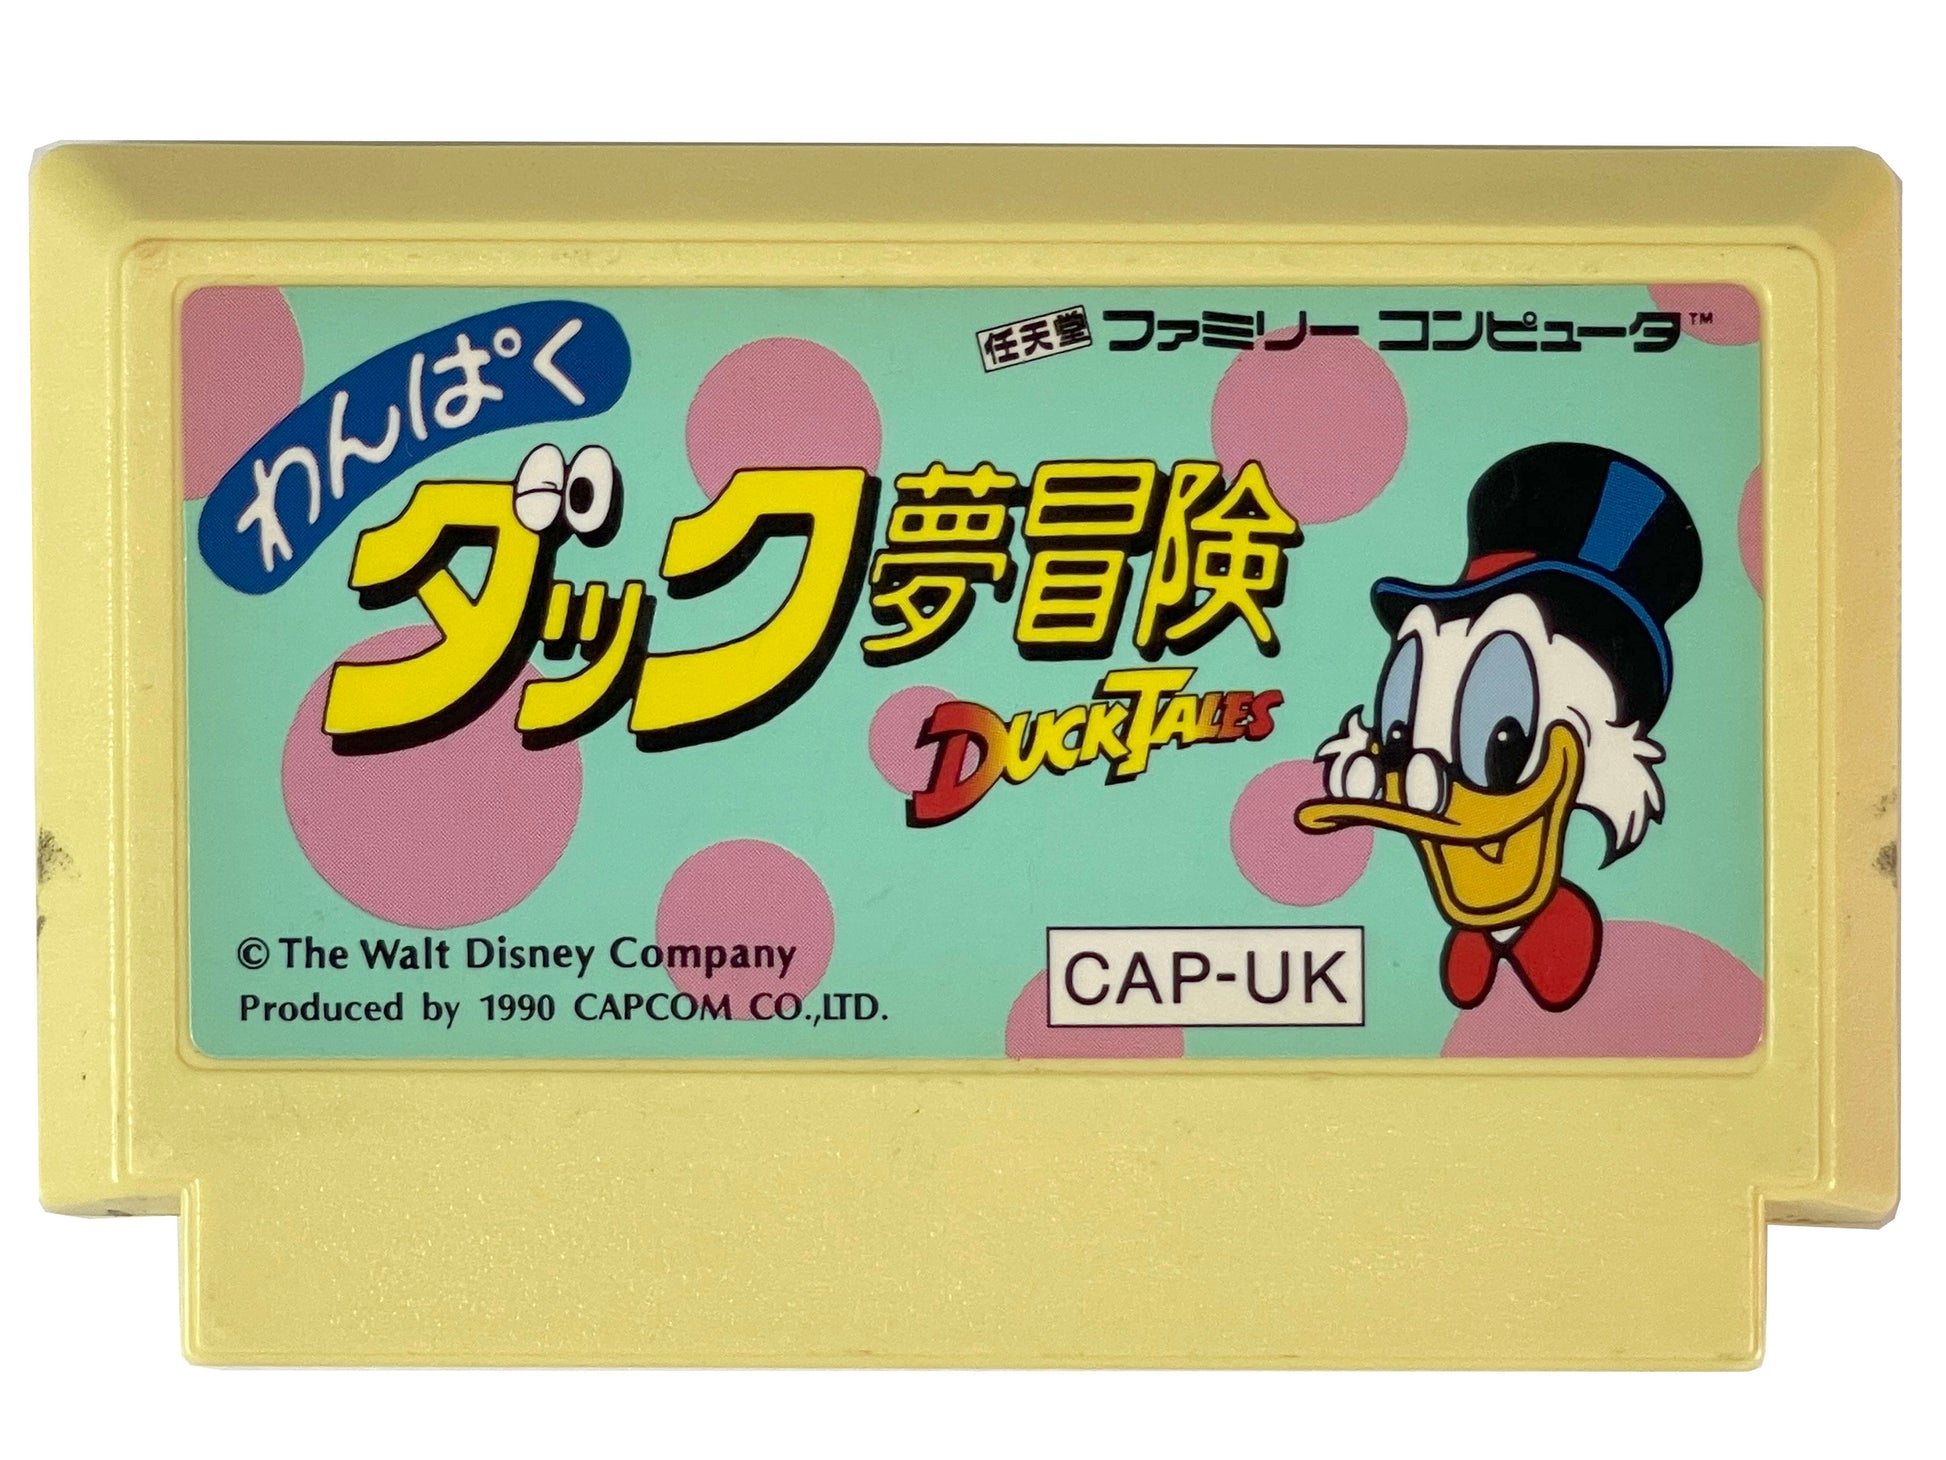 任天堂 ファミリー コンピュータ™
わんぱく
ダック夢冒険
DUCKTALES
© The Walt Disney Company
Produced by 1990 CAPCOM CO.,LTD.
CAP-UK